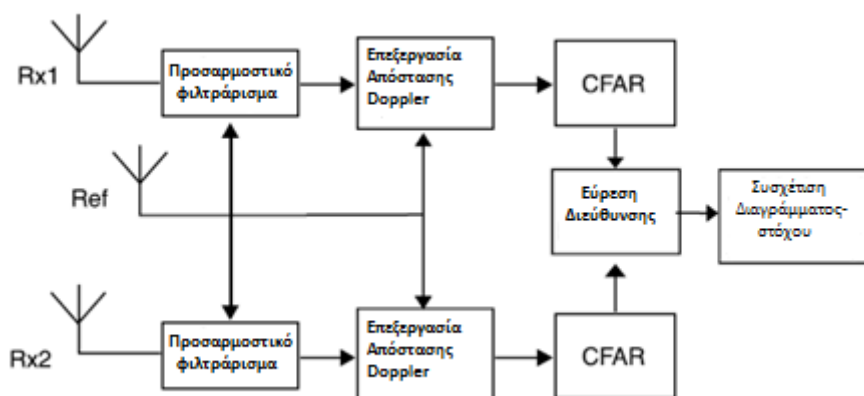 Rx1
Προσαρμοστικό
φιλτράρισμα
Επεξεργασία
Απόστασης
Doppler
CFAR
Ref
Εύρεση
Διεύθυνσης
Συσχέτιση
Διαγράμματος-
στόχου
Rx2
Προσαρμοστικό
φιλτράρισμα
Επεξεργασία
Απόστασης
Doppler
CFAR